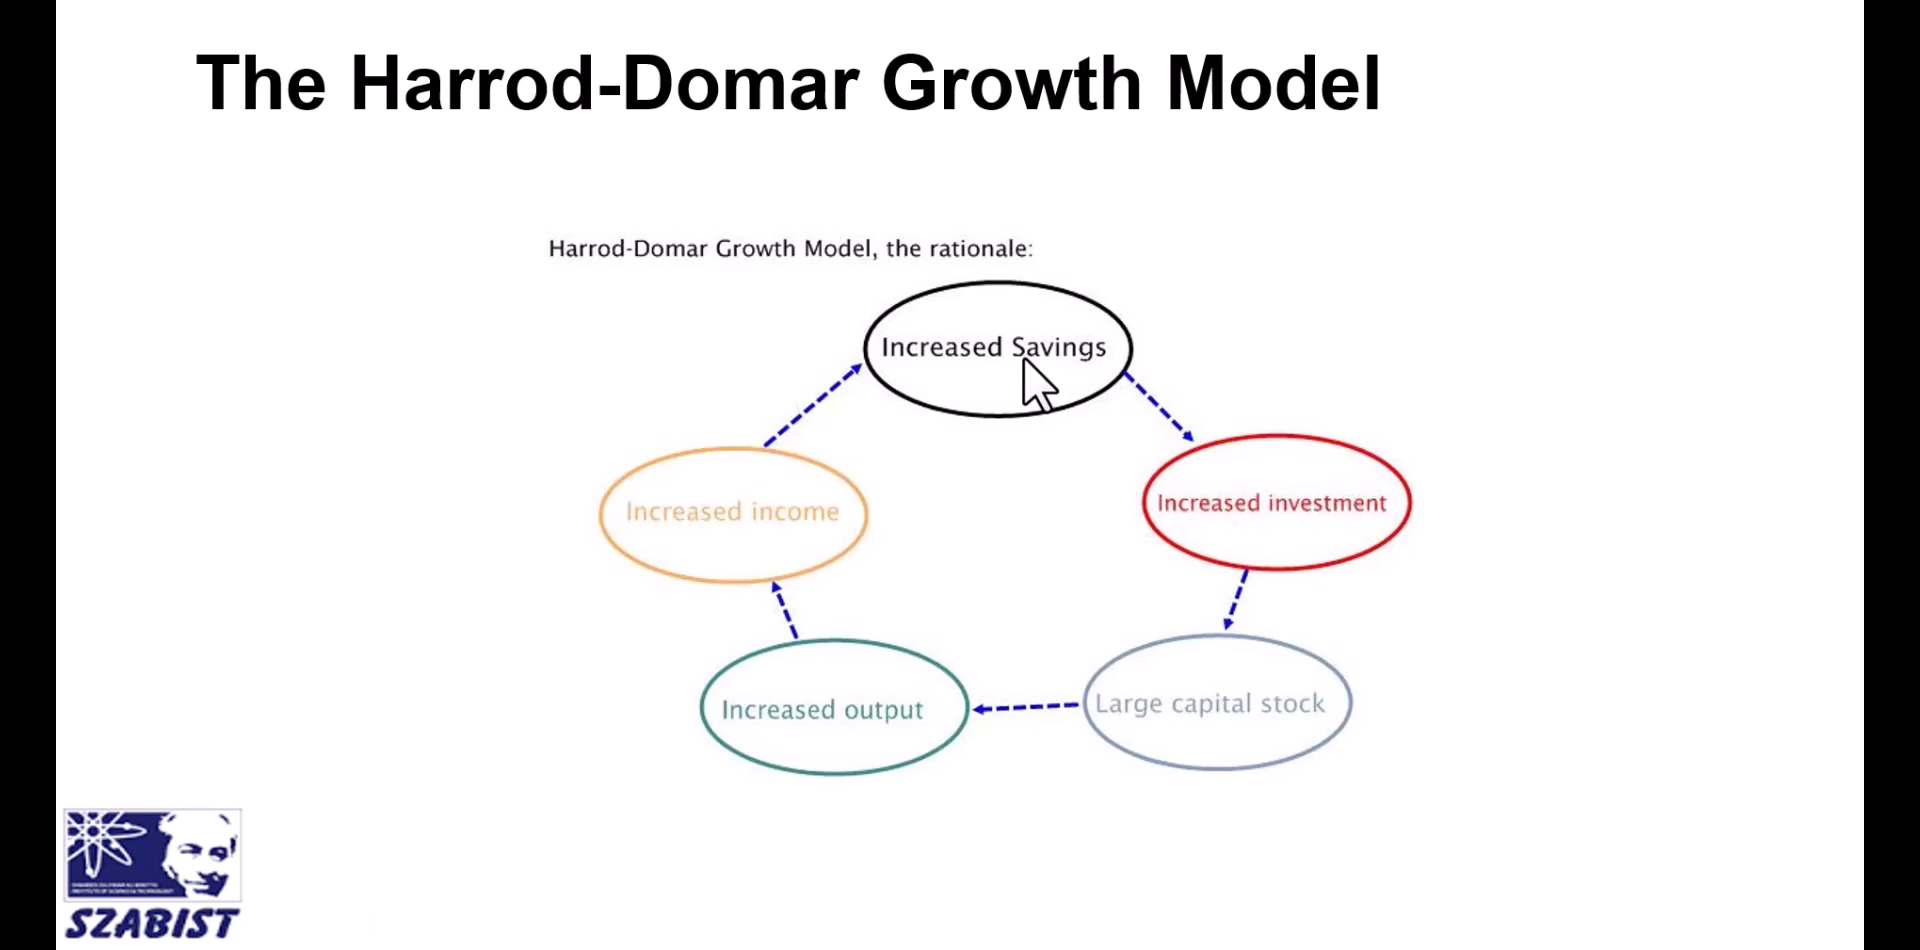 The Harrod-Domar Growth Model
Harrod-Domar Growth Model, the rationale:
Increased Savings
Increased income
Increased investment
Increased output
Large capital stock
SZABIST